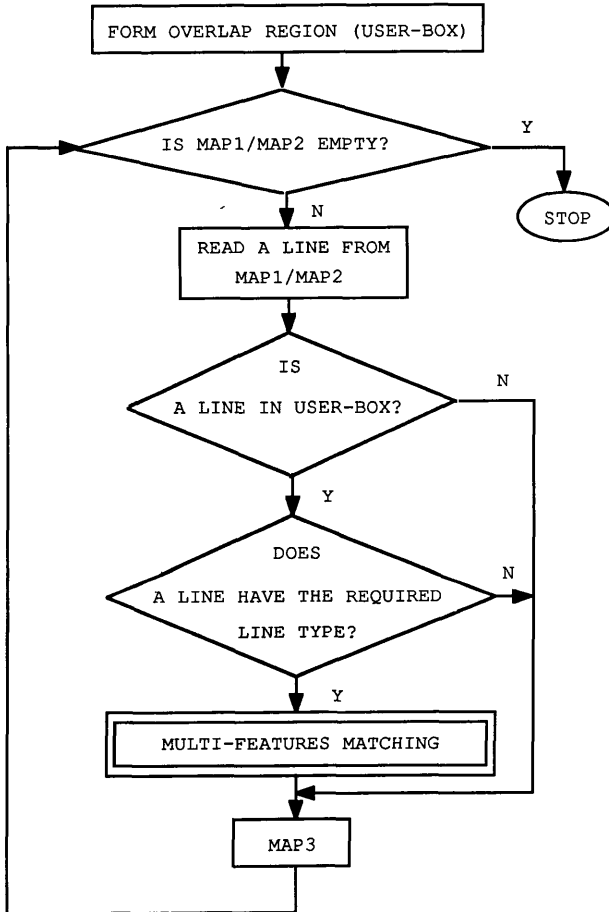 FORM OVERLAP REGION (USER-BOX)
IS MAP1/MAP2 EMPTY?
Y
STOP
N
READ A LINE FROM
MAP1/MAP2
IS
A LINE IN USER-BOX?
N
Y
DOES
A LINE HAVE THE REQUIRED
LINE TYPE?
N
Y
MULTI-FEATURES MATCHING
MAP3